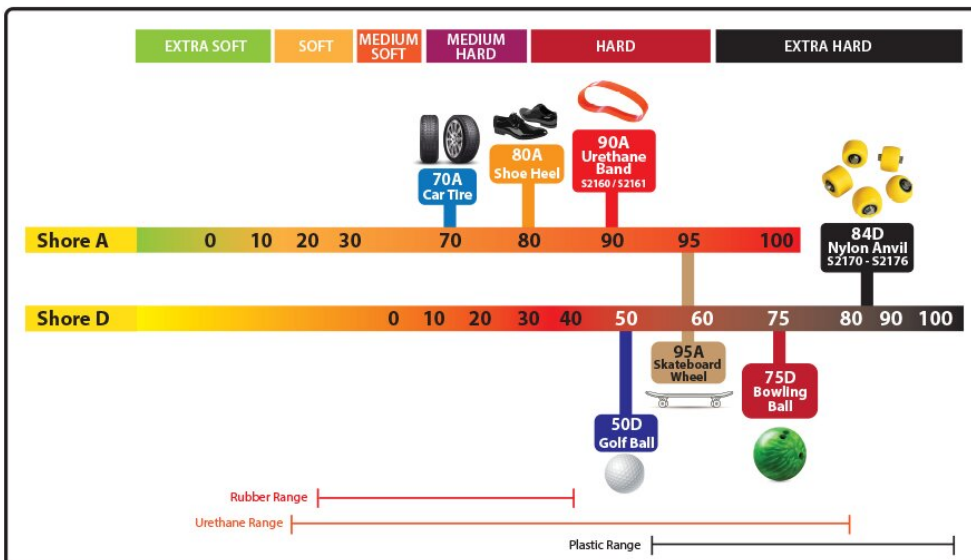 EXTRA SOFT
SOFT
MEDIUM
SOFT
MEDIUM
HARD
HARD
EXTRA HARD
70A
Car Tire
80A
Shoe Heel
90A
Urethane
Band
S2160 / S2161
84D
Nylon Anvil
S2170 - S2176
Shore A 0 10 20 30 70 80 90 95 100
Shore D 0 10 20 30 40 50 60 75 80 90 100
95A
Skateboard
Wheel
75D
Bowling
Ball
50D
Golf Ball
Rubber Range
Urethane Range
Plastic Range